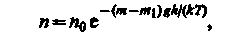 n = n₀ e^{-(m-m₁)gh/(kT)},